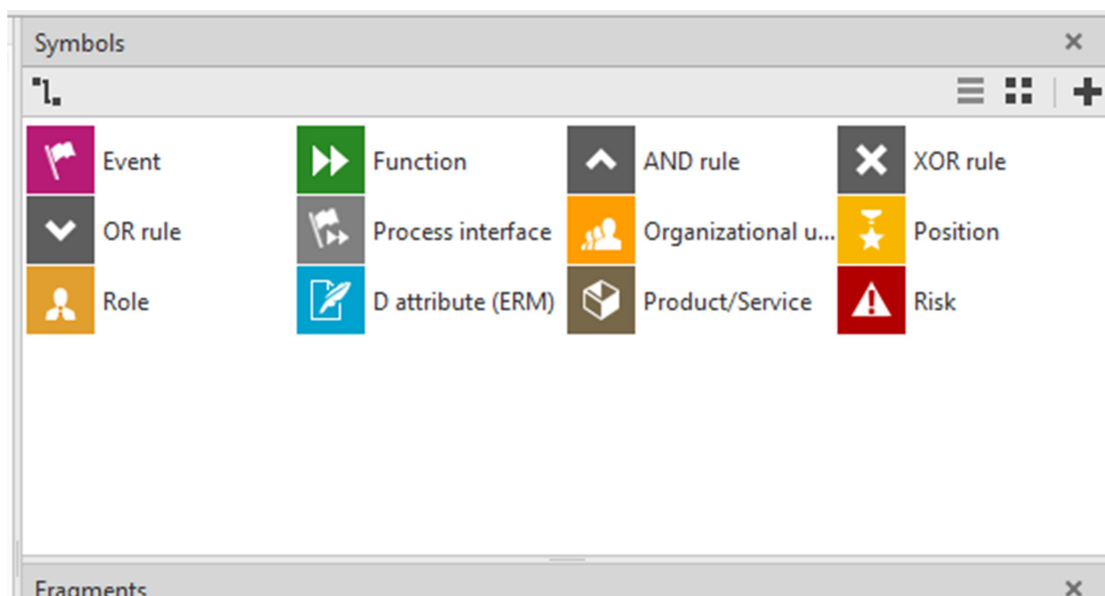 Symbols
Event Function AND rule XOR rule
OR rule Process interface Organizational u... Position
Role D attribute (ERM) Product/Service Risk
Fragments